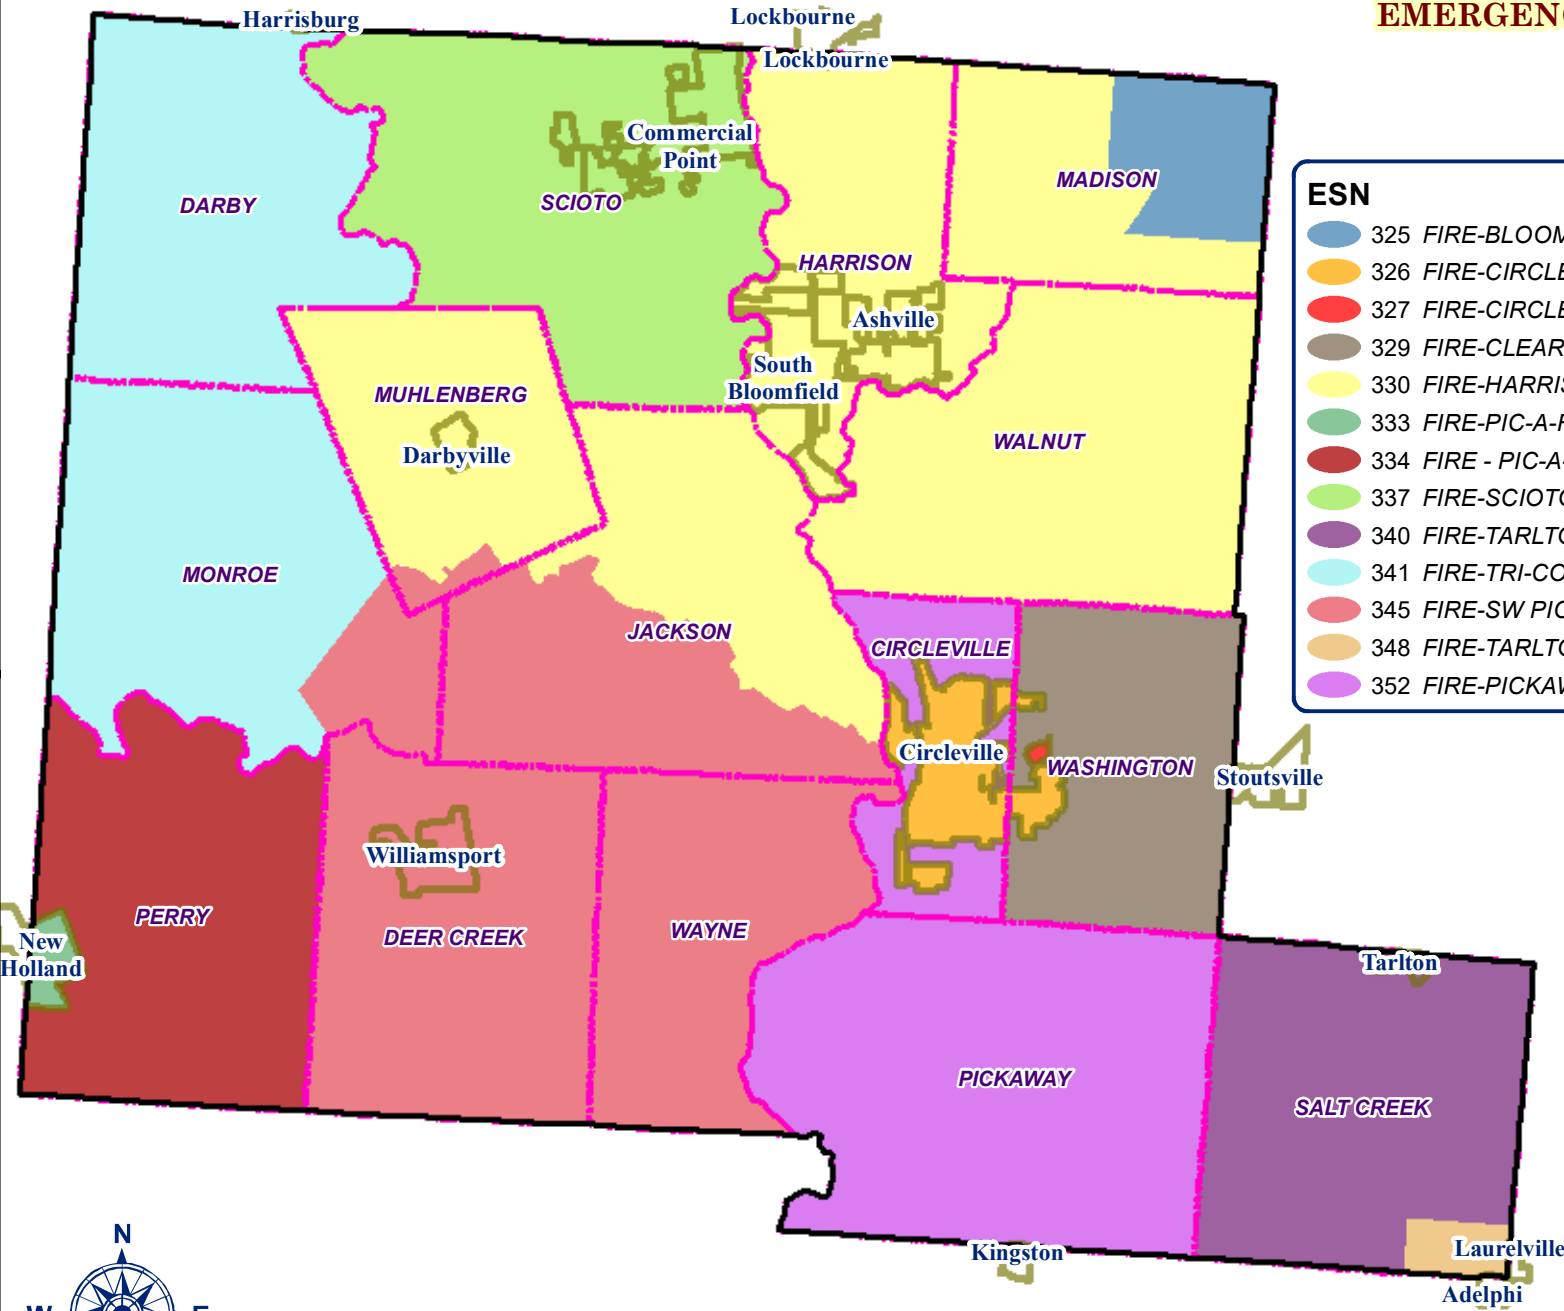 EMERGEN
Harrisburg
Lockbourne
Lockbourne
Commercial
Point
DARBY
SCIOTO
MADISON
HARRISON
Ashville
South
Bloomfield
MUHLENBERG
Darbyville
WALNUT
MONROE
JACKSON
CIRCLEVILLE
Circleville
WASHINGTON
Stoutsville
Williamsport
PERRY
DEER CREEK
WAYNE
New
Holland
Tarlton
PICKAWAY
SALT CREEK
Kingston
Laurelville
Adelphi
ESN
325 FIRE-BLOOM
326 FIRE-CIRCLE
327 FIRE-CIRCLE
329 FIRE-CLEAR
330 FIRE-HARRIS
333 FIRE-PIC-A-F
334 FIRE - PIC-A-
337 FIRE-SCIOTO
340 FIRE-TARLTO
341 FIRE-TRI-CO
345 FIRE-SW PIC
348 FIRE-TARLTO
352 FIRE-PICKAW
N
W E